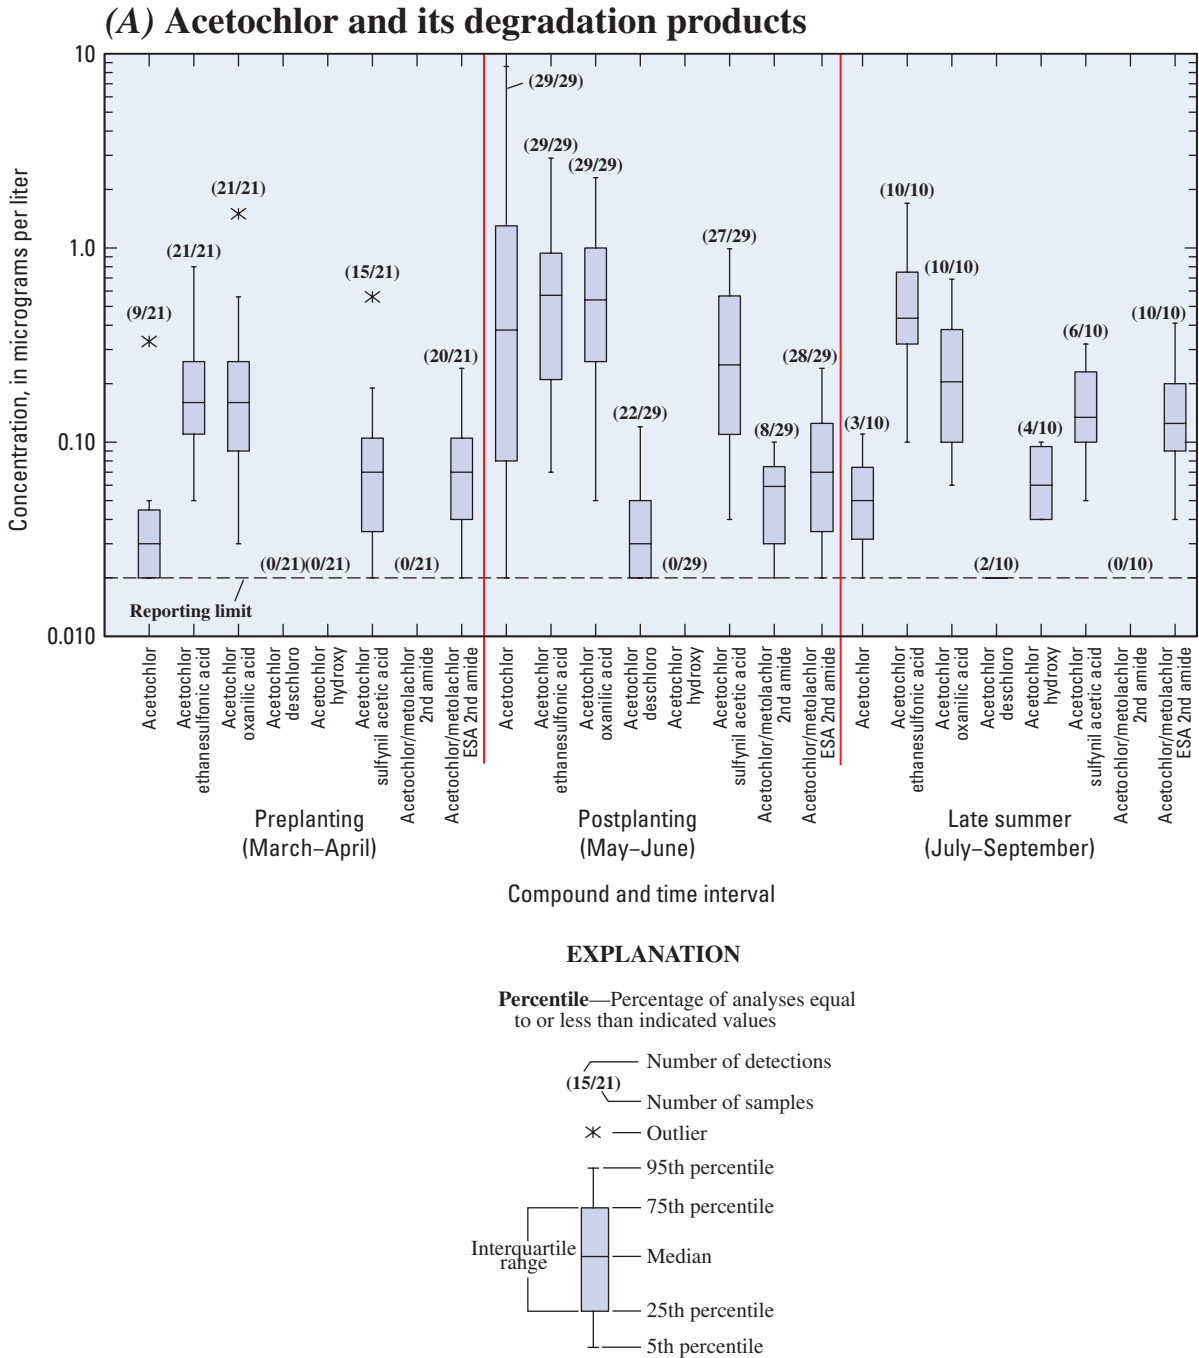 (A) Acetochlor and its degradation products
Concentration, in micrograms per liter
10
1.0
0.10
0.010
(9/21)
(21/21)
(21/21)
(0/21)
(0/21)
(15/21)
(0/21)
(20/21)
Reporting limit
(29/29)
(29/29)
(29/29)
(22/29)
(0/29)
(27/29)
(8/29)
(28/29)
(3/10)
(10/10)
(10/10)
(2/10)
(4/10)
(6/10)
(0/10)
(10/10)
Acetochlor
Acetochlor
ethanesulfonic acid
Acetochlor
oxanilic acid
Acetochlor
deschloro
Acetochlor
hydroxy
Acetochlor
sulfynil acetic acid
Acetochlor/metolachlor
2nd amide
Acetochlor/metolachlor
ESA 2nd amide
Acetochlor
Acetochlor
ethanesulfonic acid
Acetochlor
oxanilic acid
Acetochlor
deschloro
Acetochlor
hydroxy
Acetochlor
sulfynil acetic acid
Acetochlor/metolachlor
2nd amide
Acetochlor/metolachlor
ESA 2nd amide
Acetochlor
Acetochlor
ethanesulfonic acid
Acetochlor
oxanilic acid
Acetochlor
deschloro
Acetochlor
hydroxy
Acetochlor
sulfynil acetic acid
Acetochlor/metolachlor
2nd amide
Acetochlor/metolachlor
ESA 2nd amide
Preplanting
(March–April)
Postplanting
(May–June)
Late summer
(July–September)
Compound and time interval
EXPLANATION
Percentile—Percentage of analyses equal
to or less than indicated values
Number of detections
(15/21)
Number of samples
Outlier
95th percentile
75th percentile
Interquartile
range
Median
25th percentile
5th percentile